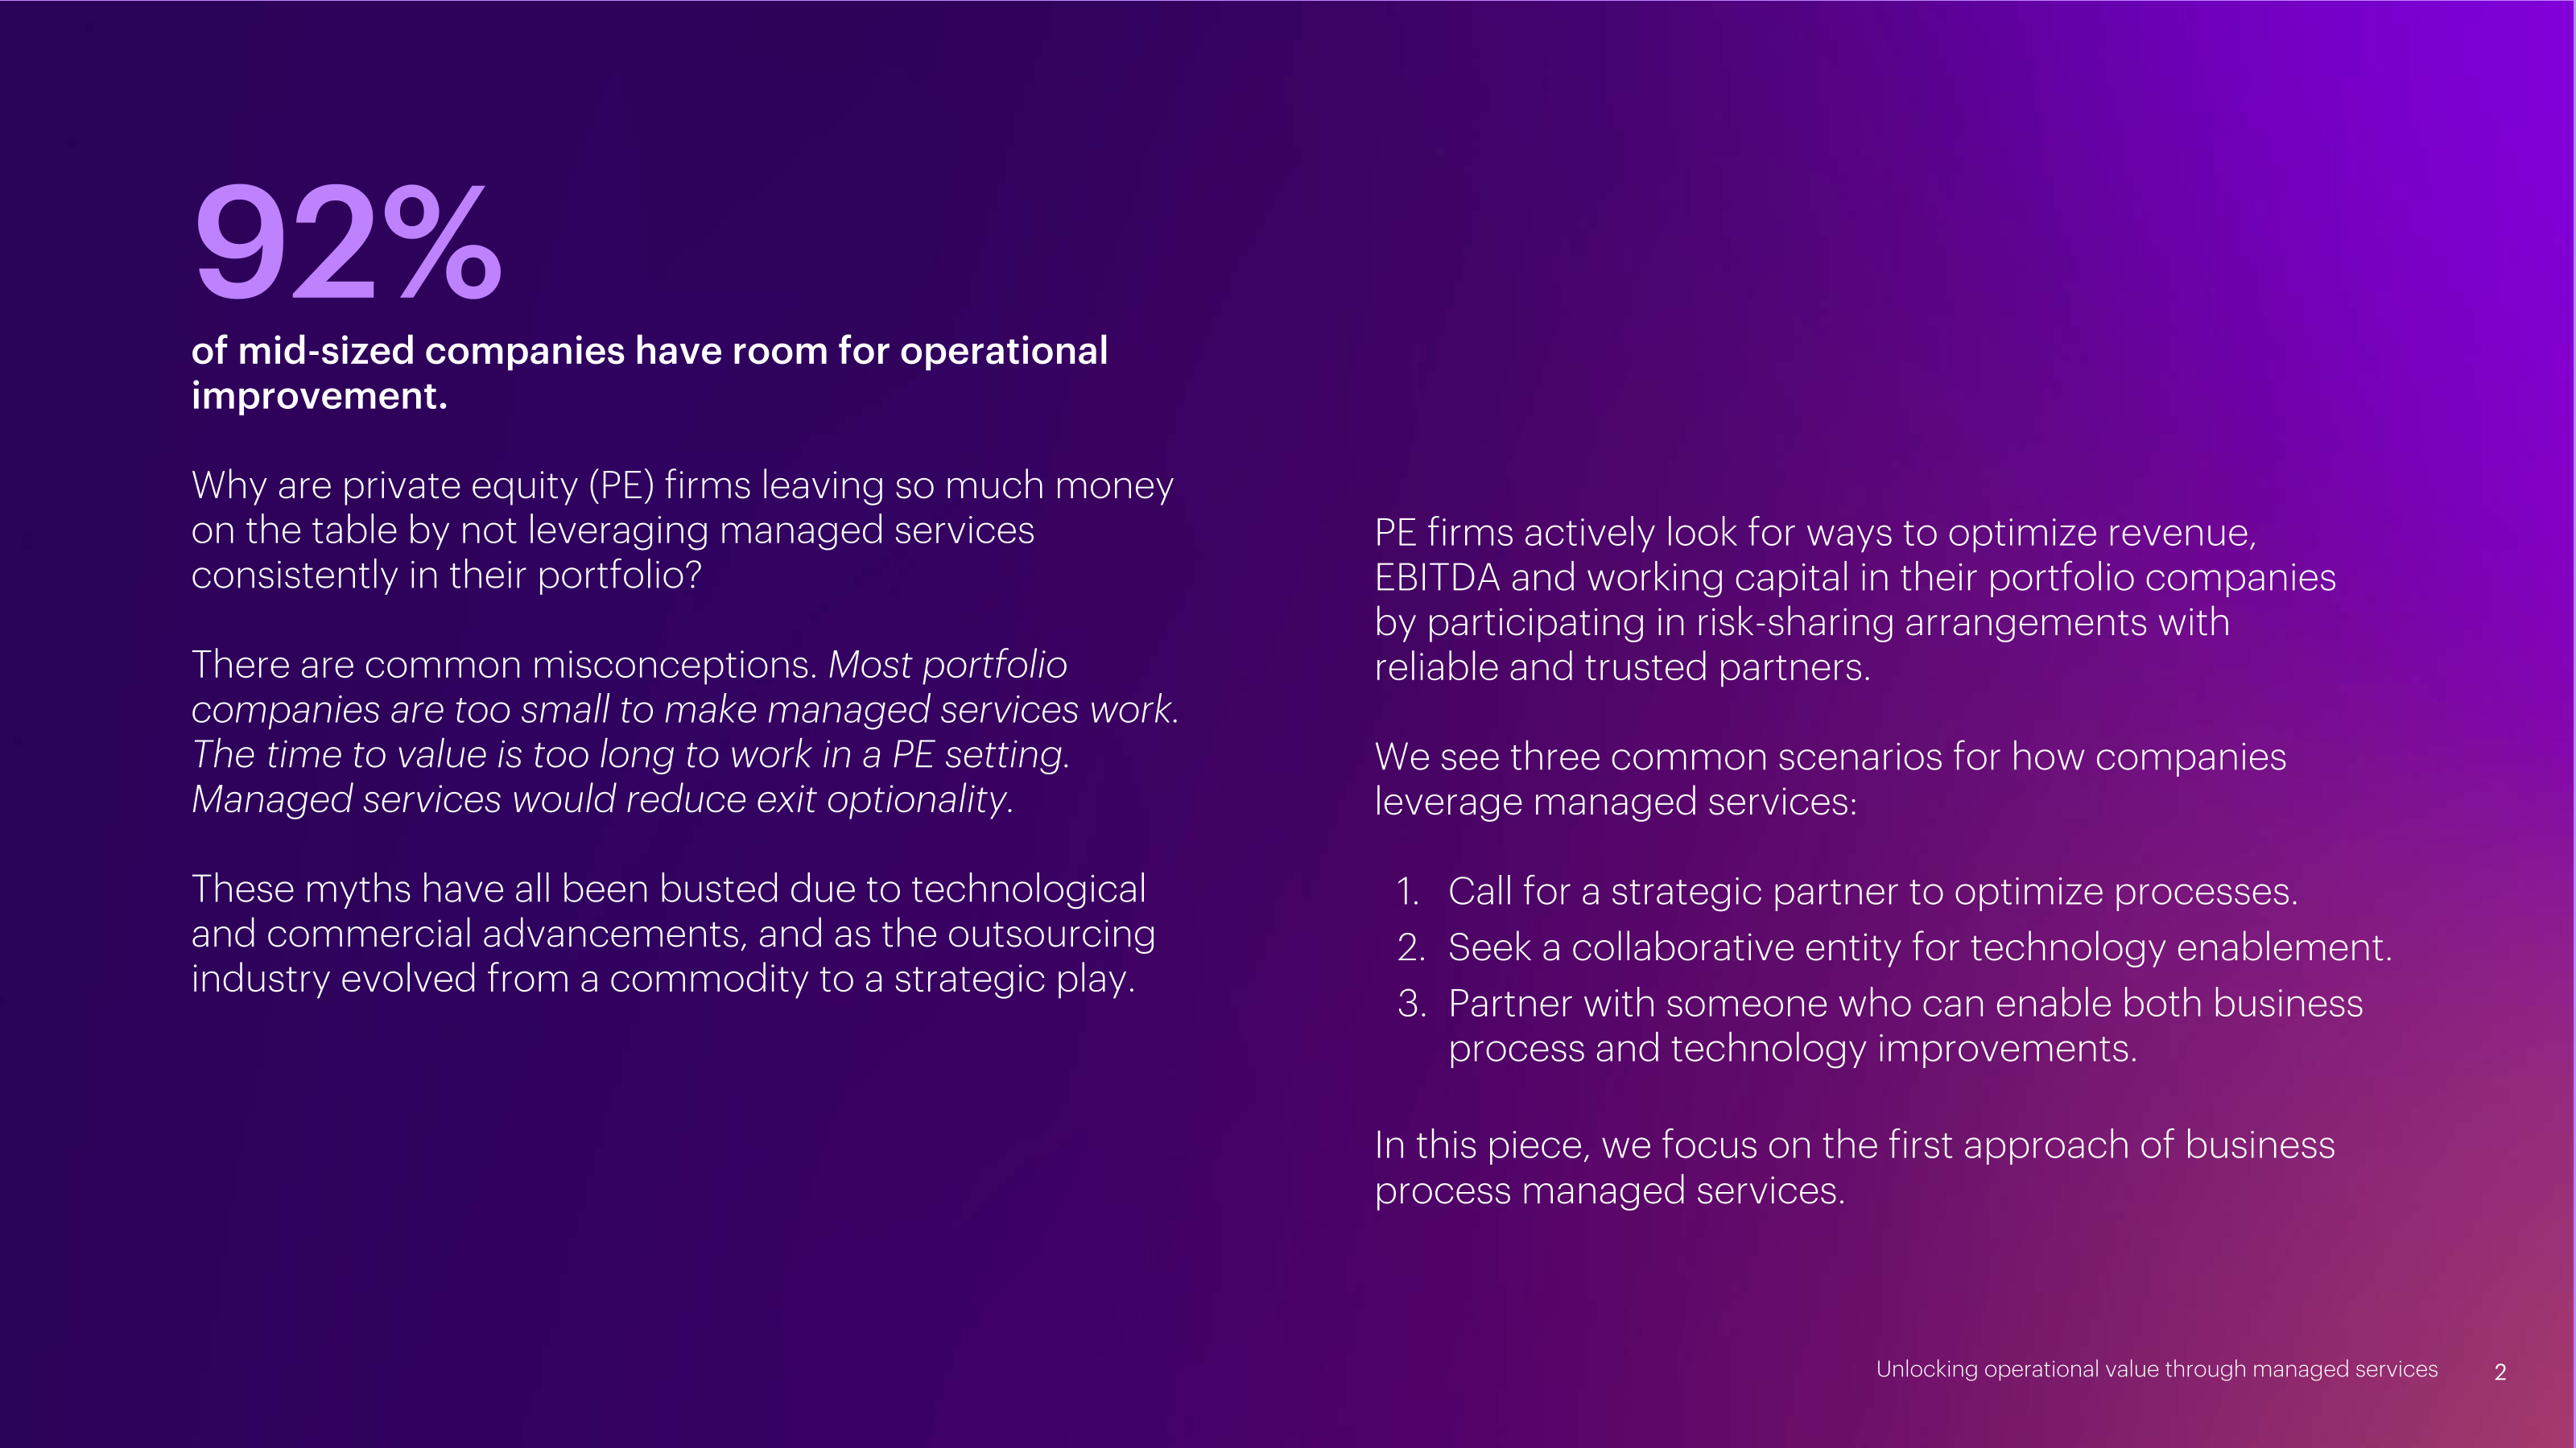 92%
of mid-sized companies have room for operational
improvement.
Why are private equity (PE) firms leaving so much money
on the table by not leveraging managed services
consistently in their portfolio?
There are common misconceptions. Most portfolio
companies are too small to make managed services work.
The time to value is too long to work in a PE setting.
Managed services would reduce exit optionality.
These myths have all been busted due to technological
and commercial advancements, and as the outsourcing
industry evolved from a commodity to a strategic play.
PE firms actively look for ways to optimize revenue,
EBITDA and working capital in their portfolio companies
by participating in risk-sharing arrangements with
reliable and trusted partners.
We see three common scenarios for how companies
leverage managed services:
1. Call for a strategic partner to optimize processes.
2. Seek a collaborative entity for technology enablement.
3. Partner with someone who can enable both business
process and technology improvements.
In this piece, we focus on the first approach of business
process managed services.
Unlocking operational value through managed services 2